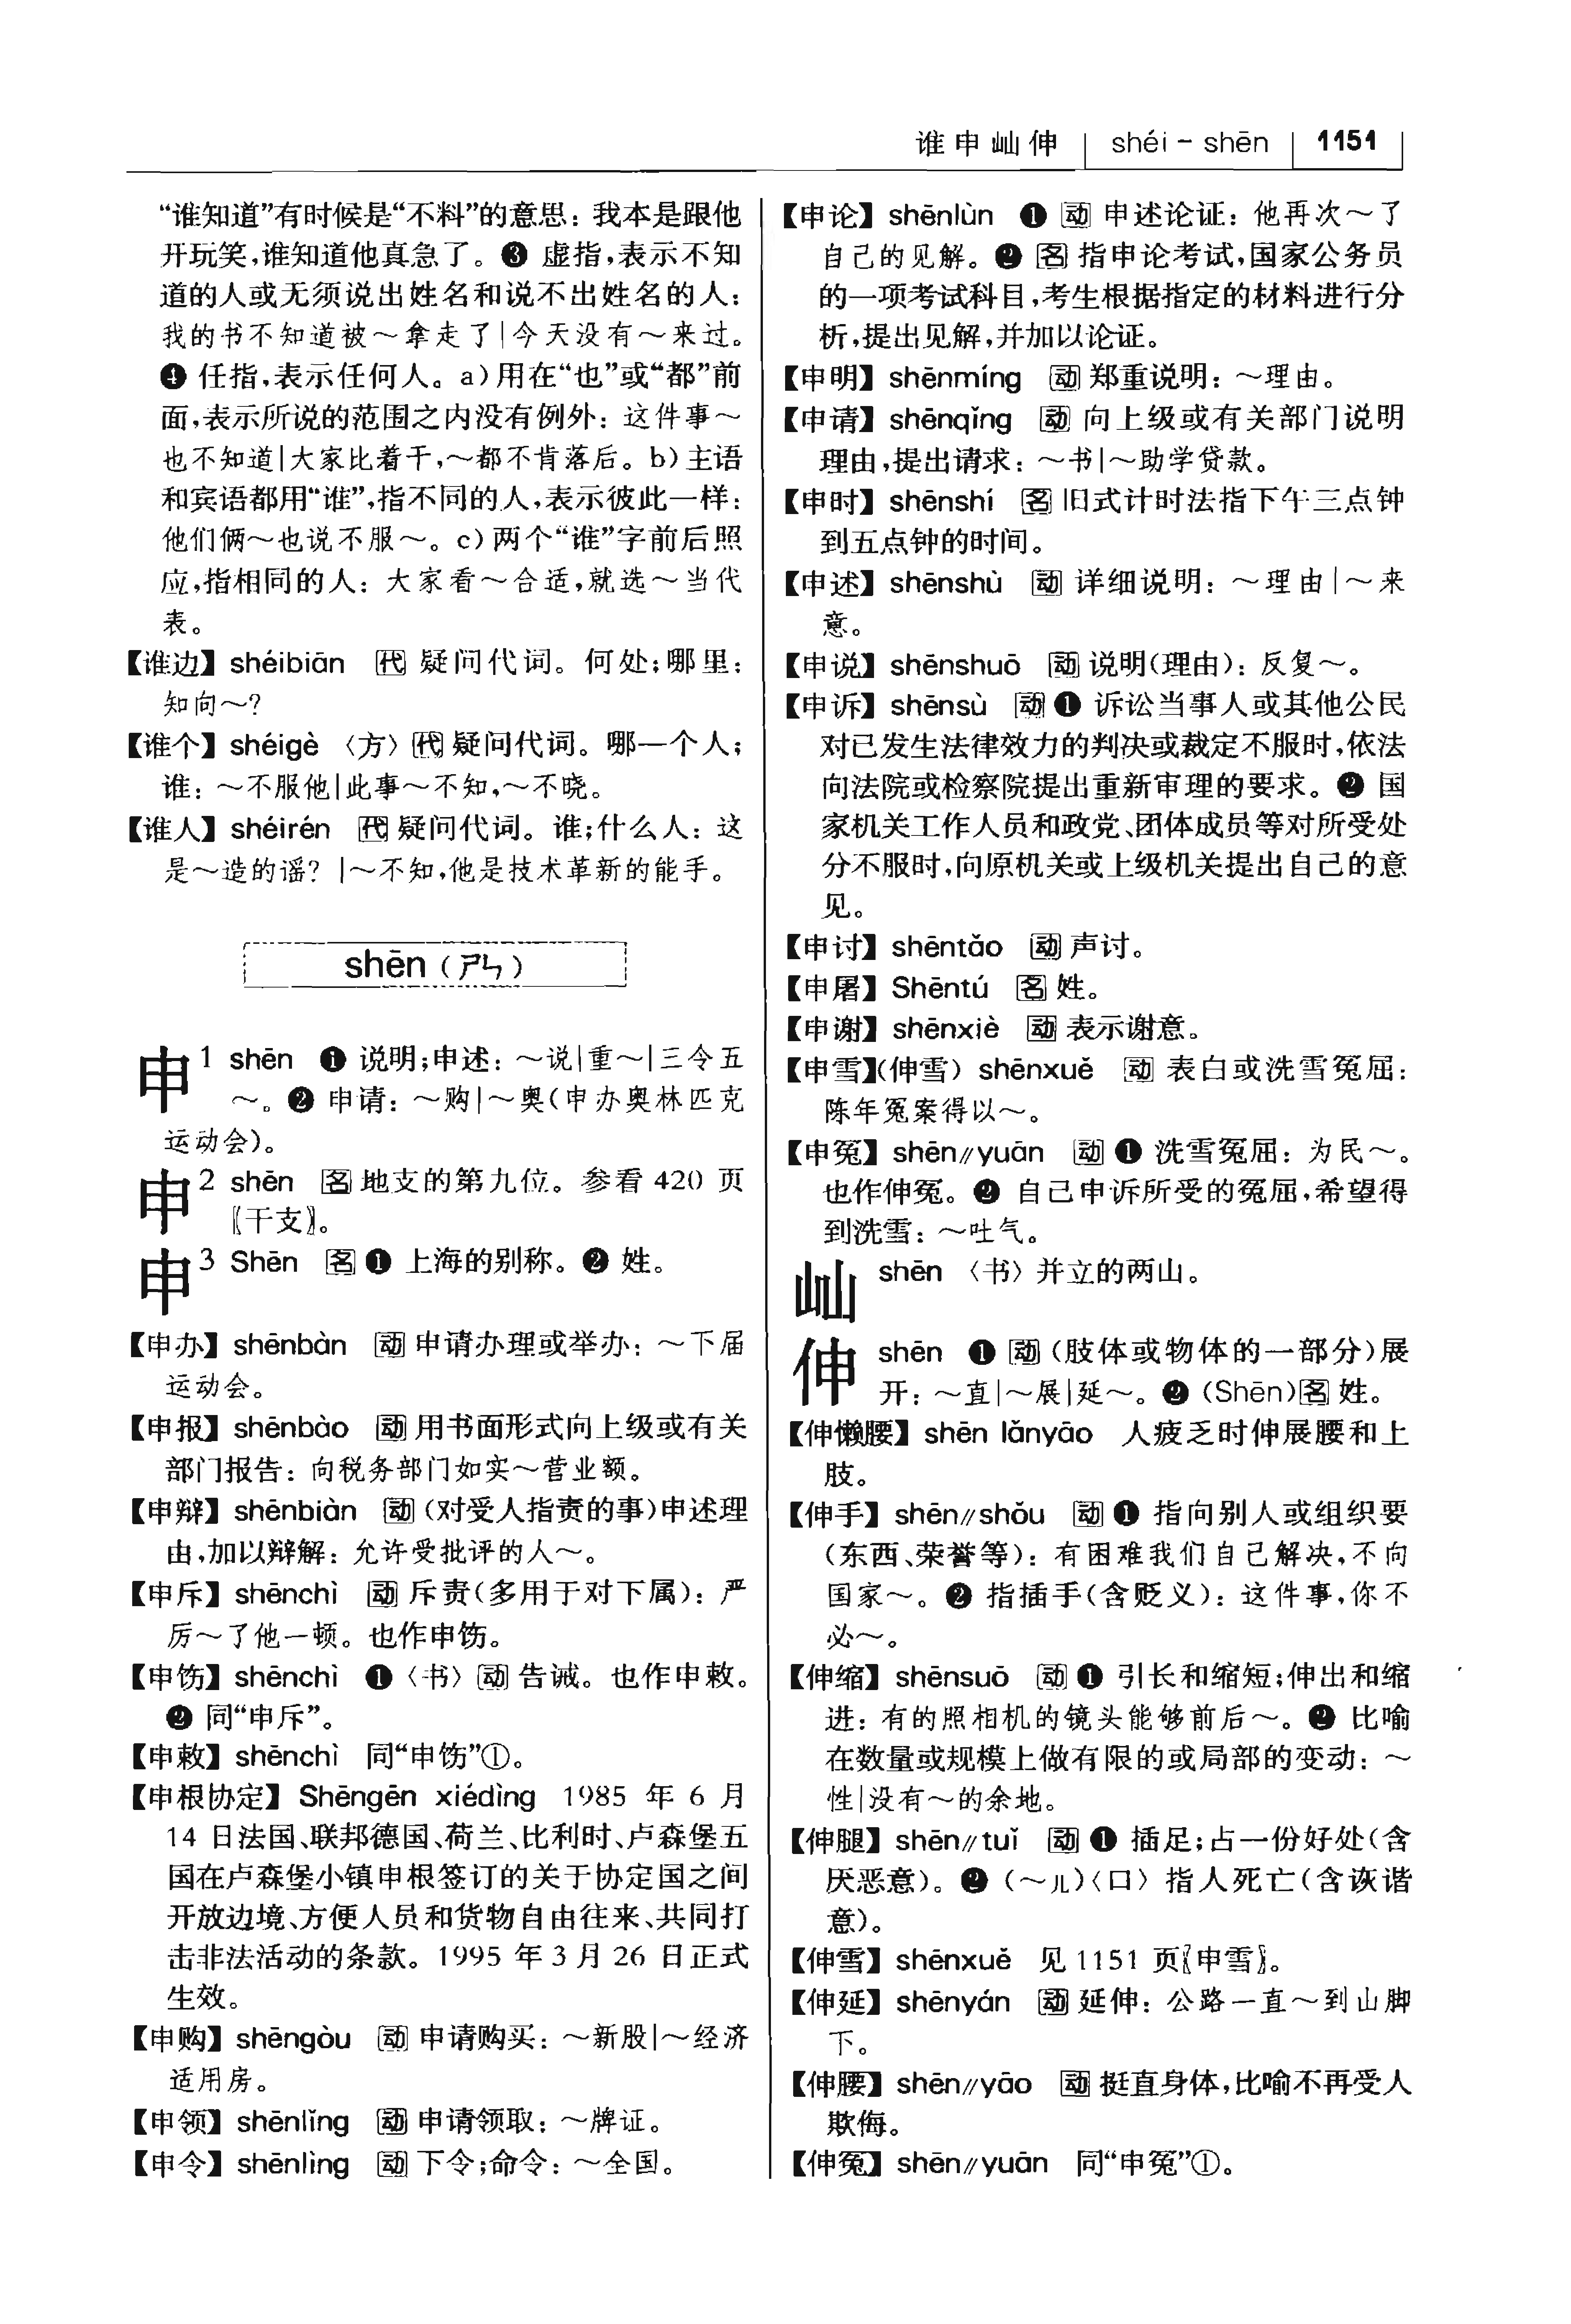 谁申屾伸 shéi－shēn 1151
“谁知道”有时候是“不料”的意思：我本是跟他
开玩笑，谁知道他真急了。❸ 虚指，表示不知
道的人或无须说出姓名和说不出姓名的人：
我的书不知道被～拿走了|今天没有～来过。
❹ 任指，表示任何人。a）用在“也”或“都”前
面，表示所说的范围之内没有例外：这件事～
也不知道|大家比着干，～都不肯落后。b）主语
和宾语都用“谁”，指不同的人，表示彼此一样：
他们俩～也说不服～。c）两个“谁”字前后照
应，指相同的人：大家看～合适，就选～当代
表。
【谁边】shéibiān 代 疑问代词。何处；哪里：
知向～？
【谁个】shéigè 〈方〉代 疑问代词。哪一个人；
谁：～不服他|此事～不知，～不晓。
【谁人】shéirén 代 疑问代词。谁；什么人：这
是～造的谣？|～不知，他是技术革新的能手。
shēn（ㄕㄣ）
申1 shēn ❶ 说明；申述：～说|重～|三令五
～。❷ 申请：～购|～奥（申办奥林匹克
运动会）。
申2 shēn 名 地支的第九位。参看 420 页
〖干支〗。
申3 Shēn 名 ❶ 上海的别称。❷ 姓。
【申办】shēnbàn 动 申请办理或举办：～下届
运动会。
【申报】shēnbào 动 用书面形式向上级或有关
部门报告：向税务部门如实～营业额。
【申辩】shēnbiàn 动（对受人指责的事）申述理
由，加以辩解：允许受批评的人～。
【申斥】shēnchì 动 斥责（多用于对下属）：严
厉～了他一顿。也作申饬。
【申饬】shēnchì ❶〈书〉动 告诫。也作申敕。
❷ 同“申斥”。
【申敕】shēnchì 同“申饬”①。
【申根协定】Shēngēn xiédìng 1985 年 6 月
14 日法国、联邦德国、荷兰、比利时、卢森堡五
国在卢森堡小镇申根签订的关于协定国之间
开放边境、方便人员和货物自由往来、共同打
击非法活动的条款。1995 年 3 月 26 日正式
生效。
【申购】shēngòu 动 申请购买：～新股|～经济
适用房。
【申领】shēnlǐng 动 申请领取：～牌证。
【申令】shēnlìng 动 下令；命令：～全国。
【申论】shēnlùn ❶ 动 申述论证：他再次～了
自己的见解。❷ 名 指申论考试，国家公务员
的一项考试科目，考生根据指定的材料进行分
析，提出见解，并加以论证。
【申明】shēnmíng 动 郑重说明：～理由。
【申请】shēnqǐng 动 向上级或有关部门说明
理由，提出请求：～书|～助学贷款。
【申时】shēnshí 名 旧式计时法指下午三点钟
到五点钟的时间。
【申述】shēnshù 动 详细说明：～理由|～来
意。
【申说】shēnshuō 动 说明（理由）：反复～。
【申诉】shēnsù 动 ❶ 诉讼当事人或其他公民
对已发生法律效力的判决或裁定不服时，依法
向法院或检察院提出重新审理的要求。❷ 国
家机关工作人员和政党、团体成员等对所受处
分不服时，向原机关或上级机关提出自己的意
见。
【申讨】shēntǎo 动 声讨。
【申屠】Shēntú 名 姓。
【申谢】shēnxiè 动 表示谢意。
【申雪】（伸雪）shēnxuě 动 表白或洗雪冤屈：
陈年冤案得以～。
【申冤】shēn∥yuān 动 ❶ 洗雪冤屈：为民～。
也作伸冤。❷ 自己申诉所受的冤屈，希望得
到洗雪：～吐气。
屾 shēn 〈书〉并立的两山。
伸 shēn ❶ 动（肢体或物体的一部分）展
开：～直|～展|延～。❷（Shēn）名 姓。
【伸懒腰】shēn lǎnyāo 人疲乏时伸展腰和上
肢。
【伸手】shēn∥shǒu 动 ❶ 指向别人或组织要
（东西、荣誉等）：有困难我们自己解决，不向
国家～。❷ 指插手（含贬义）：这件事，你不
必～。
【伸缩】shēnsuō 动 ❶ 引长和缩短；伸出和缩
进：有的照相机的镜头能够前后～。❷ 比喻
在数量或规模上做有限的或局部的变动：～
性|没有～的余地。
【伸腿】shēn∥tuǐ 动 ❶ 插足；占一份好处（含
厌恶意）。❷（～儿）〈口〉指人死亡（含诙谐
意）。
【伸雪】shēnxuě 见 1151 页〖申雪〗。
【伸延】shēnyán 动 延伸：公路一直～到山脚
下。
【伸腰】shēn∥yāo 动 挺直身体，比喻不再受人
欺侮。
【伸冤】shēn∥yuān 同“申冤”①。